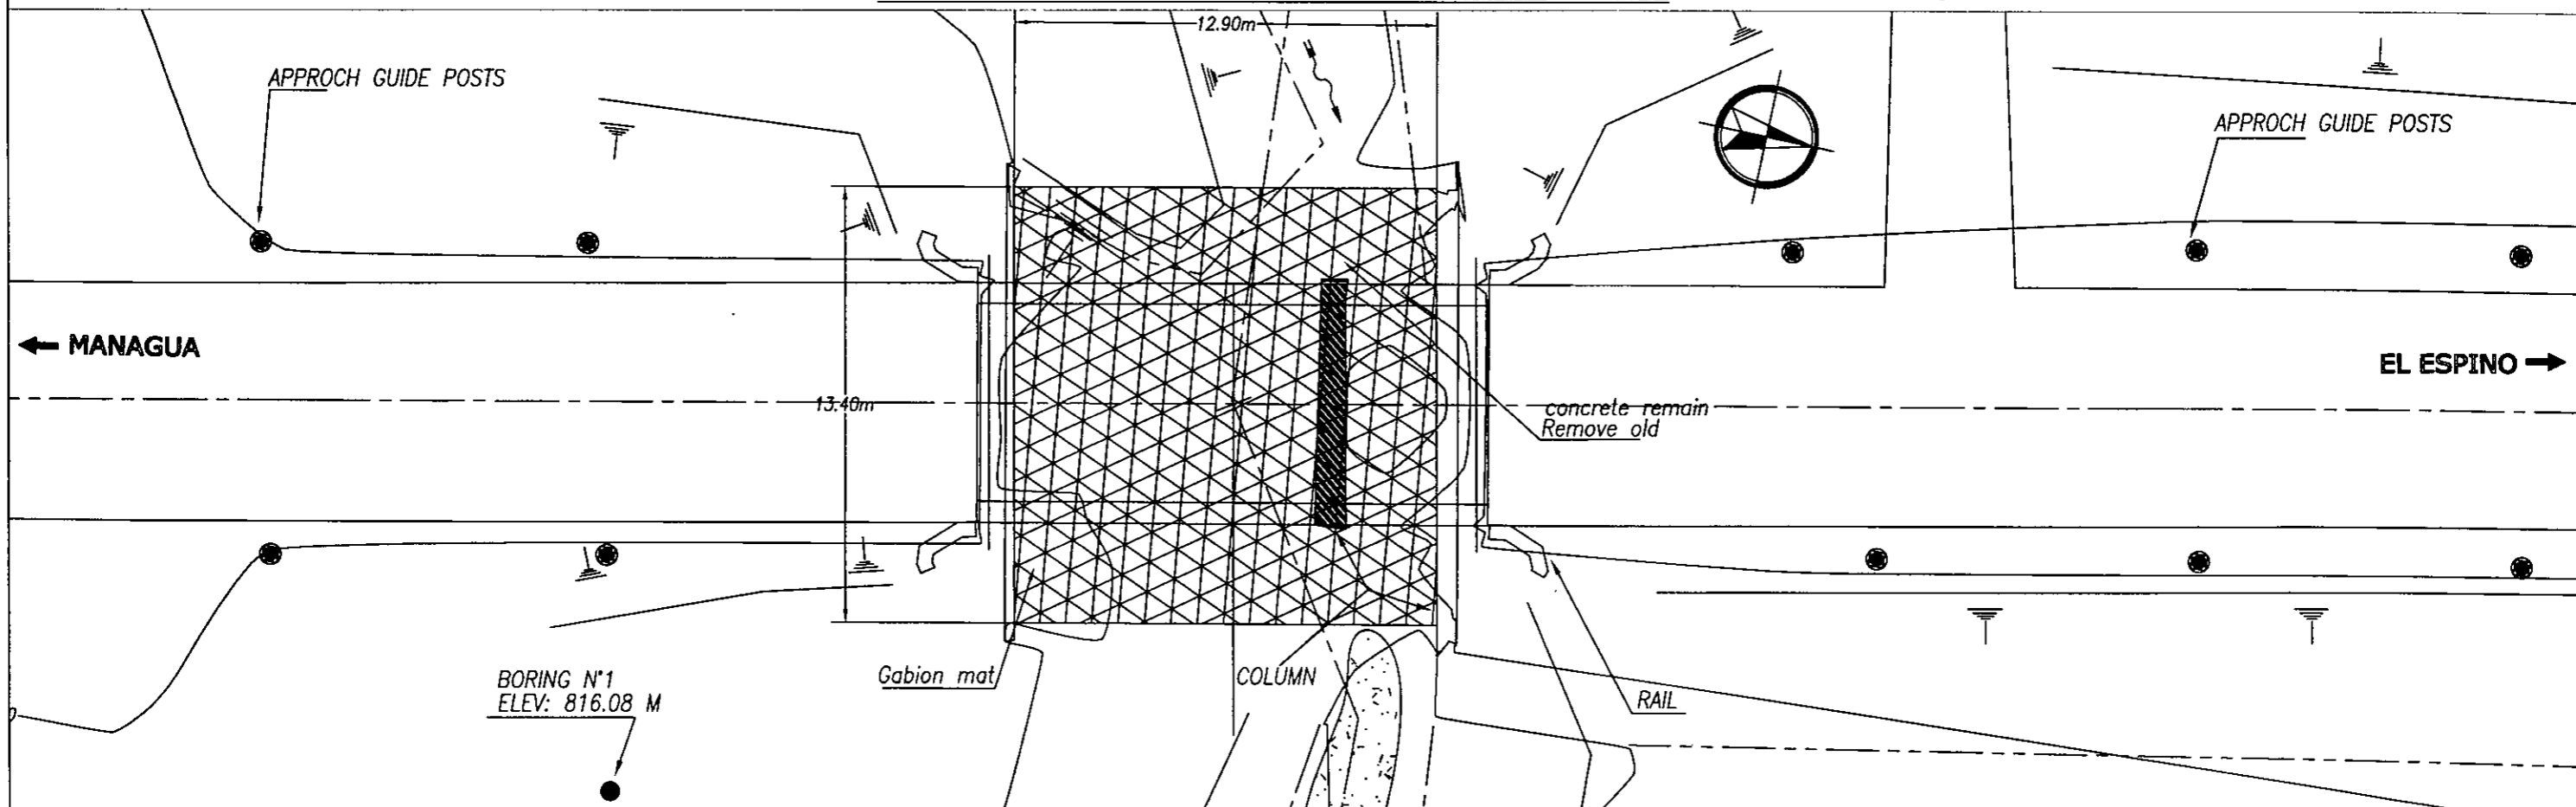 12.90m
APPROCH GUIDE POSTS
APPROCH GUIDE POSTS
← MANAGUA
EL ESPINO →
13.40m
concrete remain
Remove old
Gabion mat
COLUMN
BORING N°1
ELEV: 816.08 M
RAIL